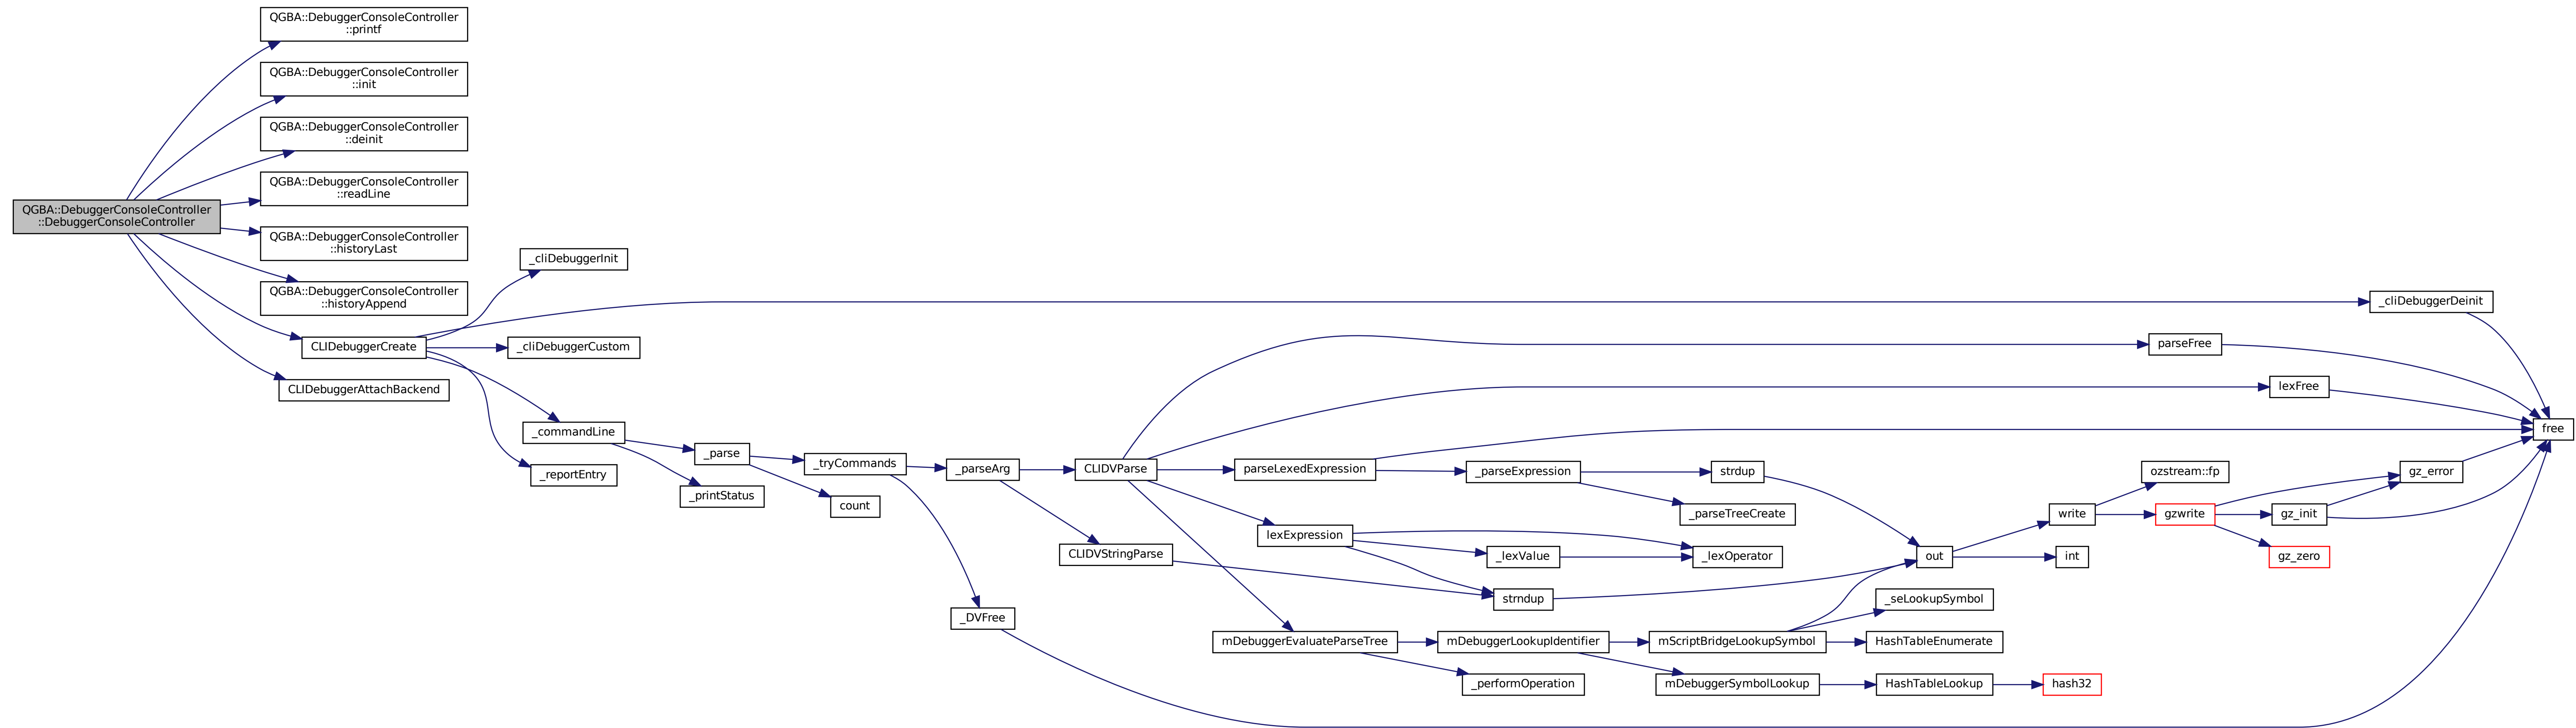 QGBA::DebuggerConsoleController
::DebuggerConsoleController
QGBA::DebuggerConsoleController
::printf
QGBA::DebuggerConsoleController
::init
QGBA::DebuggerConsoleController
::deinit
QGBA::DebuggerConsoleController
::readLine
QGBA::DebuggerConsoleController
::historyLast
QGBA::DebuggerConsoleController
::historyAppend
CLIDebuggerCreate
CLIDebuggerAttachBackend
_cliDebuggerInit
_cliDebuggerCustom
_commandLine
_reportEntry
_parse
_printStatus
_tryCommands
count
_parseArg
_DVFree
CLIDVParse
CLIDVStringParse
parseLexedExpression
lexExpression
mDebuggerEvaluateParseTree
_parseExpression
_lexValue
strndup
mDebuggerLookupIdentifier
_performOperation
strdup
_parseTreeCreate
_lexOperator
mScriptBridgeLookupSymbol
mDebuggerSymbolLookup
out
_seLookupSymbol
HashTableEnumerate
HashTableLookup
write
int
hash32
parseFree
ozstream::fp
gzwrite
lexFree
gz_init
gz_zero
_cliDebuggerDeinit
gz_error
free